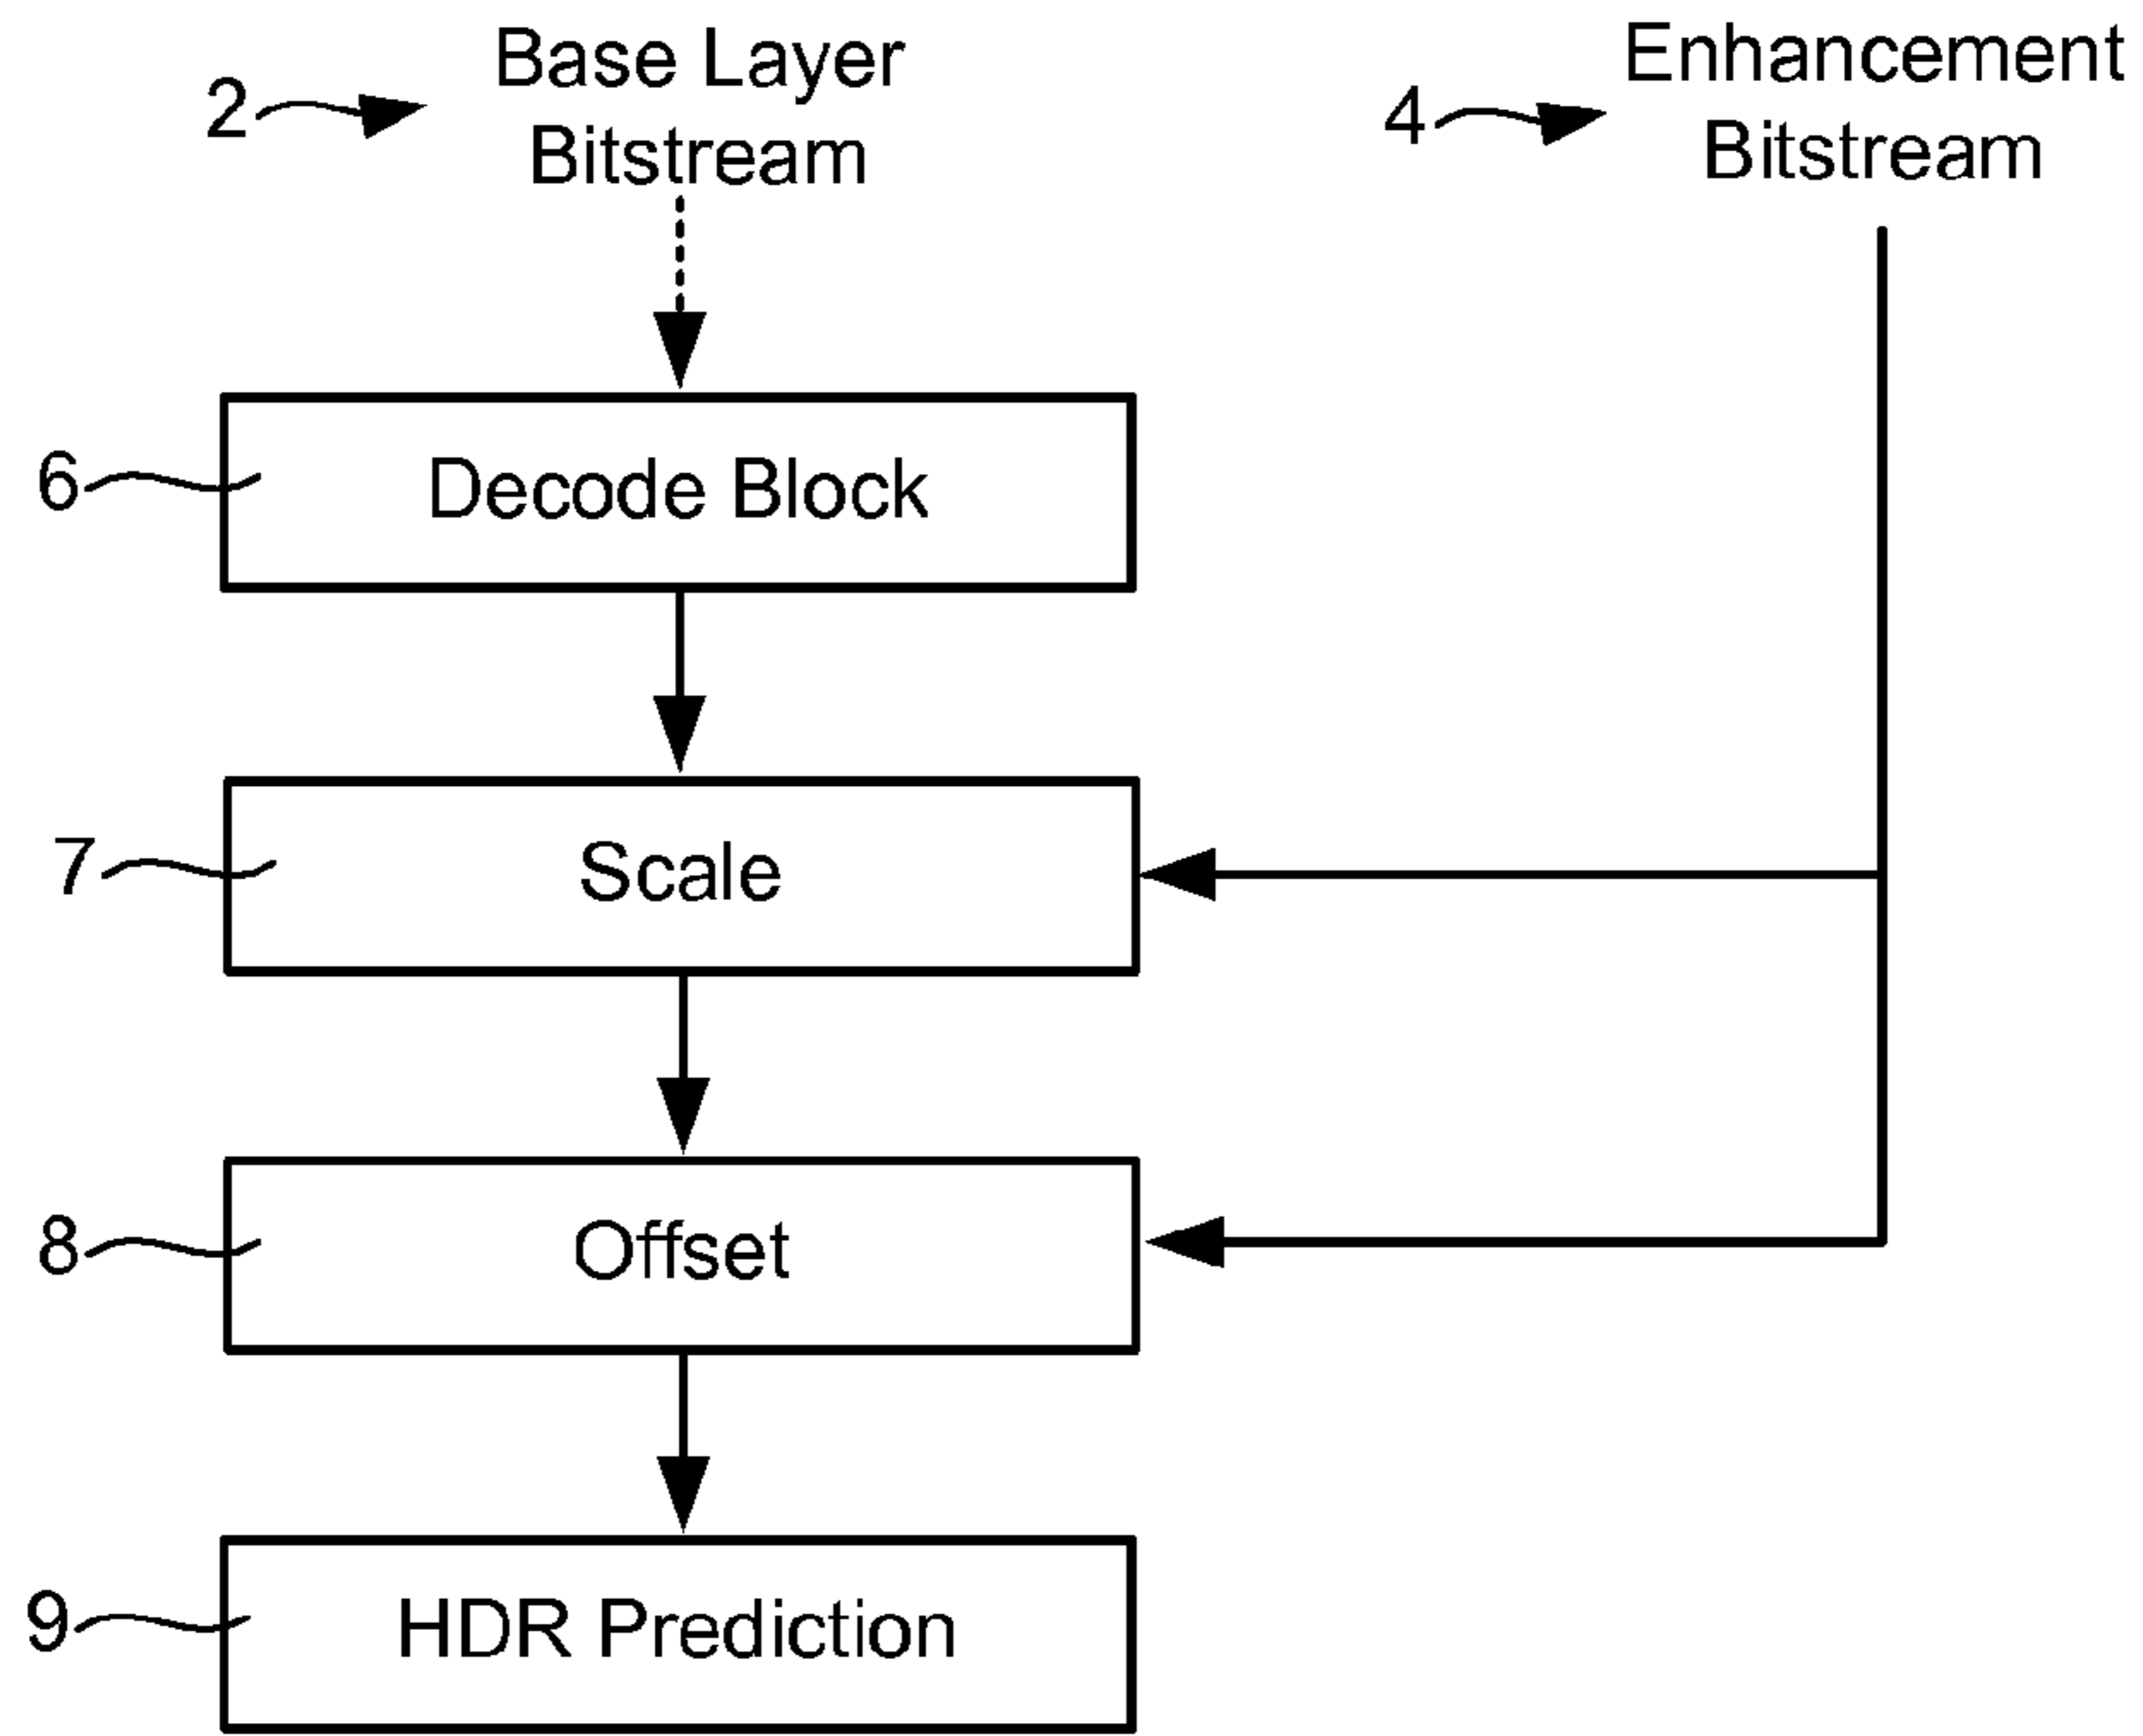 2
Base Layer
Bitstream
4
Enhancement
Bitstream
6
Decode Block
7
Scale
8
Offset
9
HDR Prediction